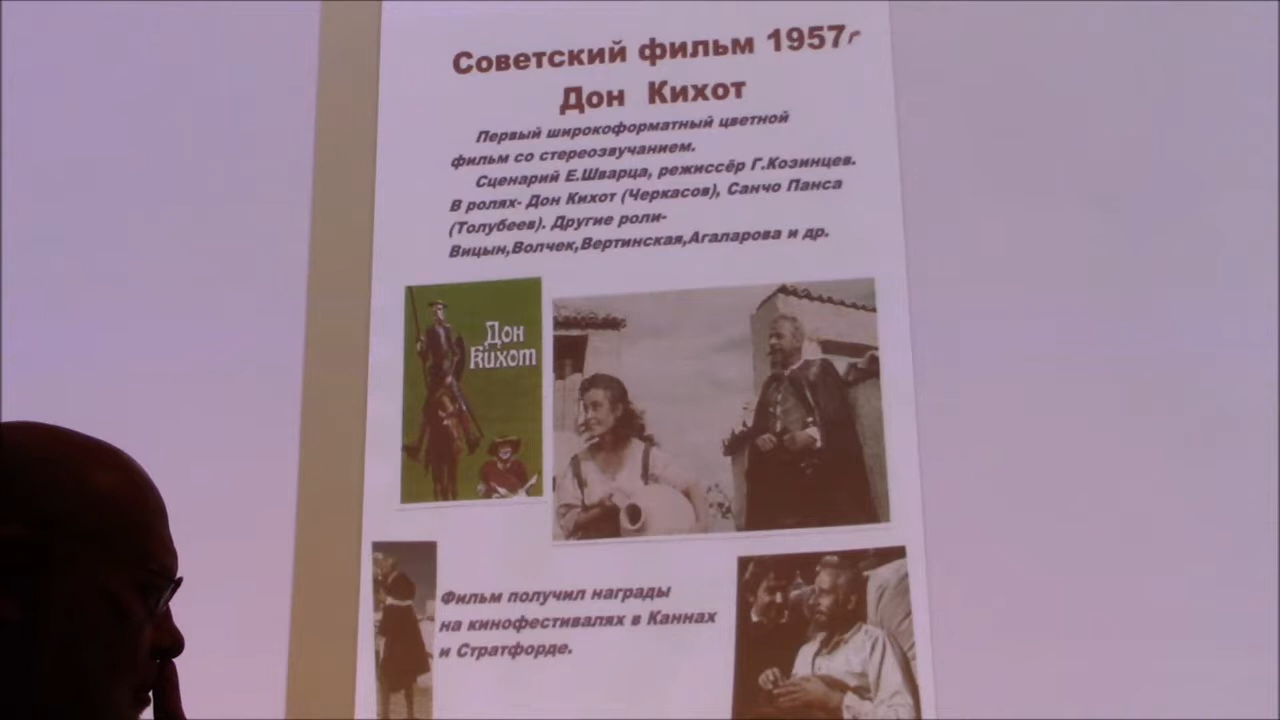 Советский фильм 1957г
Дон Кихот
Первый широкоформатный цветной
фильм со стереозвучанием.
Сценарий Е.Шварца, режиссёр Г.Козинцев.
В ролях- Дон Кихот (Черкасов), Санчо Панса
(Толубеев). Другие роли-
Вицын,Волчек,Вертинская,Агаларова и др.
Дон
Кихот
Фильм получил награды
на кинофестивалях в Каннах
и Стратфорде.